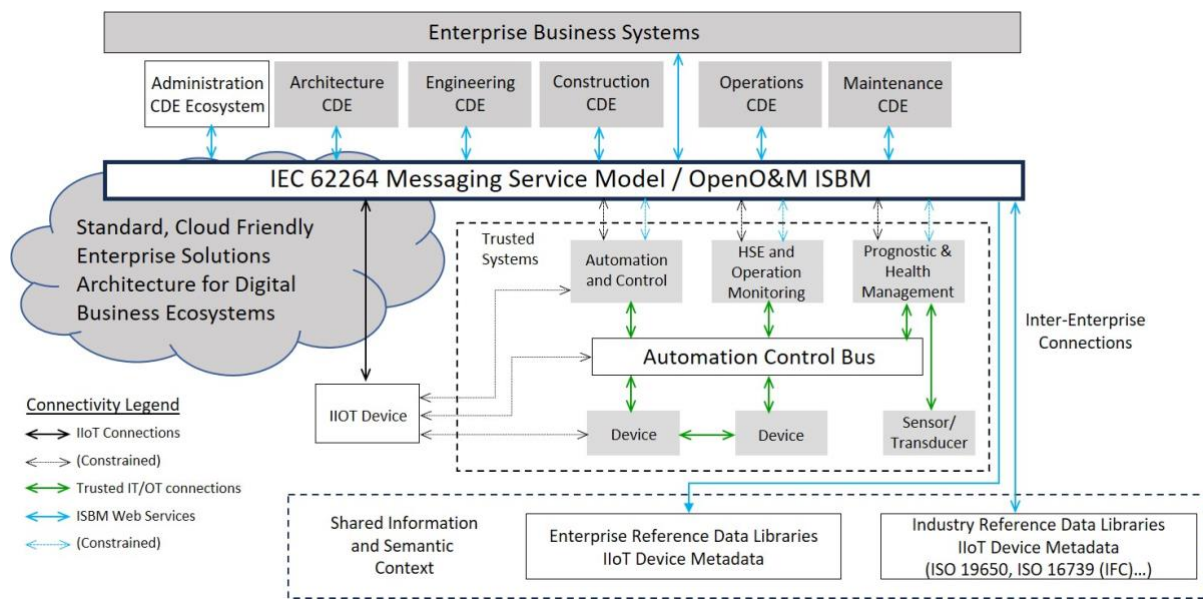 Enterprise Business Systems
Administration
CDE Ecosystem
Architecture
CDE
Engineering
CDE
Construction
CDE
Operations
CDE
Maintenance
CDE
IEC 62264 Messaging Service Model / OpenO&M ISBM
Standard, Cloud Friendly
Enterprise Solutions
Architecture for Digital
Business Ecosystems
Trusted
Systems
Automation
and Control
HSE and
Operation
Monitoring
Prognostic &
Health
Management
Inter-Enterprise
Connections
Automation Control Bus
IIOT Device
Device
Device
Sensor/
Transducer
Connectivity Legend
IIoT Connections
(Constrained)
Trusted IT/OT connections
ISBM Web Services
(Constrained)
Shared Information
and Semantic
Context
Enterprise Reference Data Libraries
IIoT Device Metadata
Industry Reference Data Libraries
IIoT Device Metadata
(ISO 19650, ISO 16739 (IFC)...)